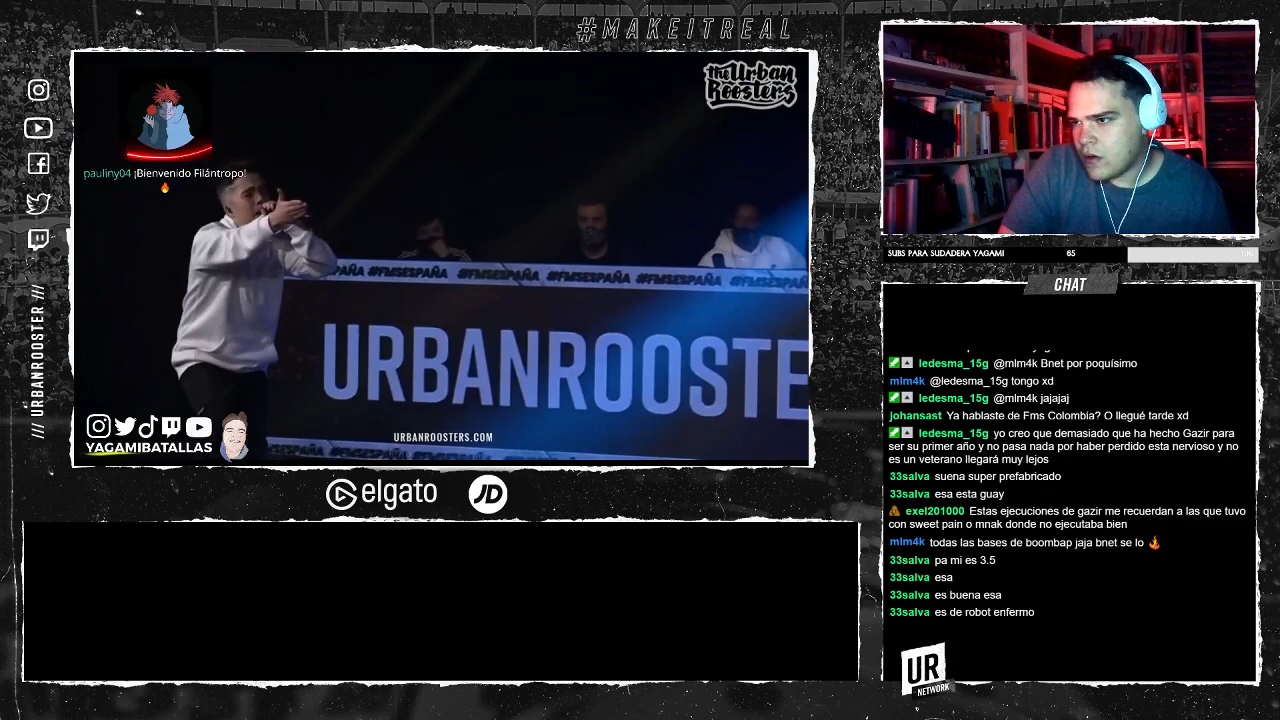 #MAKEITREAL
the Urban
Roosters
pauliny04 ¡Bienvenido Filántropo!
/// URBANROOSTER ///
PAÑA #FMSESPAÑA #FMSESPAÑA #FMSESPAÑA #FMSESPAÑA #FMSESPAÑA
URBANROOSTE
URBANROOSTERS.COM
YAGAMIBATALLAS
elgato
JD
SUBS PARA SUDADERA YAGAMI 65 100
CHAT
ledesma_15g @mlm4k Bnet por poquísimo
mlm4k @ledesma_15g tongo xd
ledesma_15g @mlm4k jajajaj
johansast Ya hablaste de Fms Colombia? O llegué tarde xd
ledesma_15g yo creo que demasiado que ha hecho Gazir para
ser su primer año y no pasa nada por haber perdido esta nervioso y no
es un veterano llegará muy lejos
33salva suena super prefabricado
33salva esa esta guay
exel201000 Estas ejecuciones de gazir me recuerdan a las que tuvo
con sweet pain o mnak donde no ejecutaba bien
mlm4k todas las bases de boombap jaja bnet se lo
33salva pa mi es 3.5
33salva esa
33salva es buena esa
33salva es de robot enfermo
UR
NETWORK